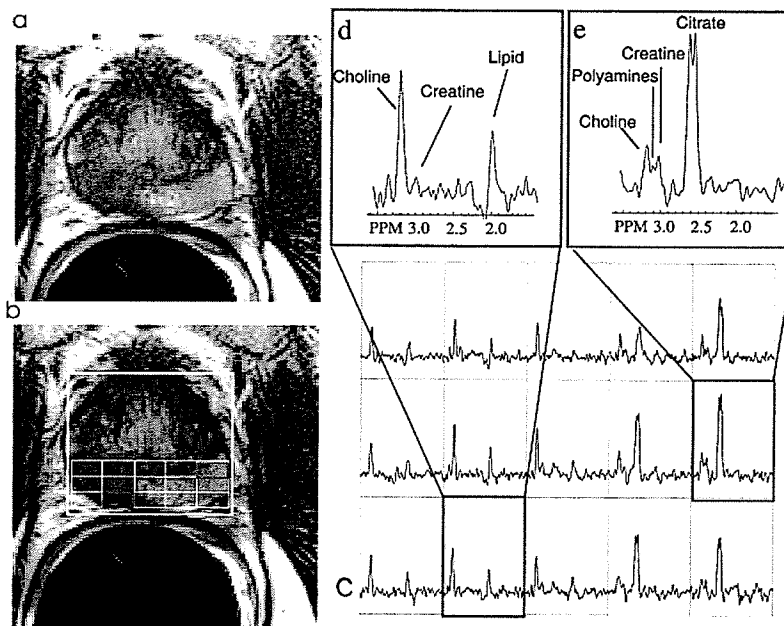 a
b
C
d
Choline
Creatine
Lipid
PPM 3.0 2.5 2.0
e
Citrate
Creatine
Polyamines
Choline
PPM 3.0 2.5 2.0